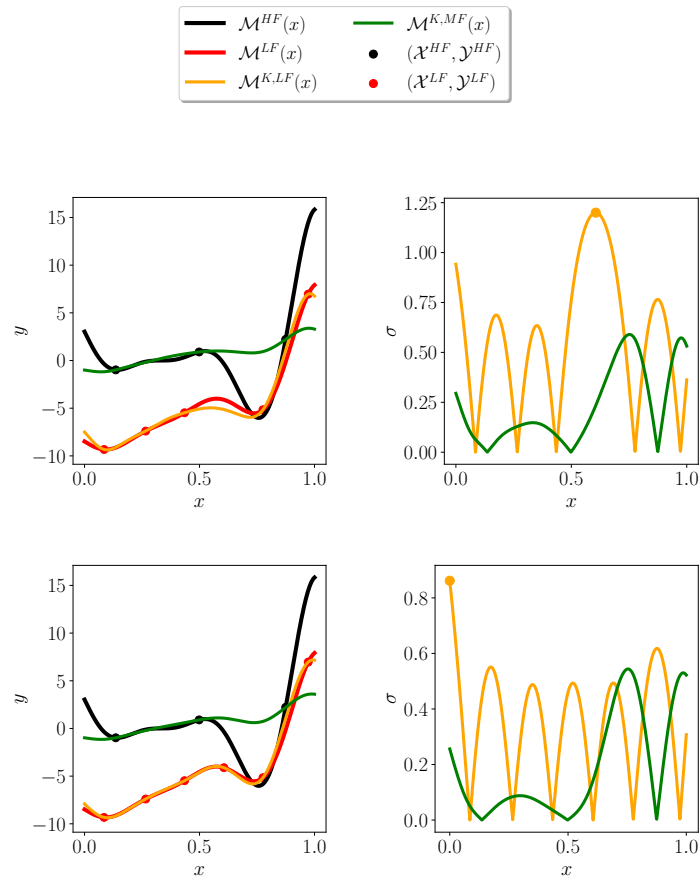 ℳ^{HF}(x) ℳ^{K,MF}(x)
ℳ^{LF}(x) (𝒳^{HF}, 𝒴^{HF})
ℳ^{K,LF}(x) (𝒳^{LF}, 𝒴^{LF})
15
10
5
0
−5
−10
y
0.0 0.5 1.0
x
1.25
1.00
0.75
0.50
0.25
0.00
σ
0.0 0.5 1.0
x
15
10
5
0
−5
−10
y
0.0 0.5 1.0
x
0.8
0.6
0.4
0.2
0.0
σ
0.0 0.5 1.0
x